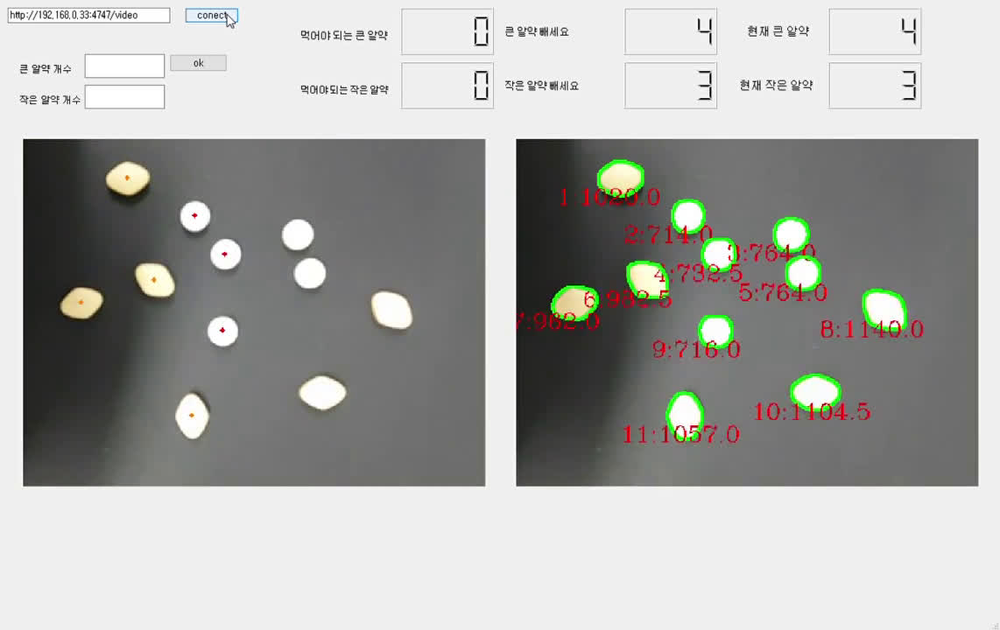 http://192,168,0,33:4747/video
conect
먹어야 되는 큰 알약
0
큰 알약 빼세요
4
현재 큰 알약
4
큰 알약 개수
ok
먹어야되는 작은 알약
0
작은 알약 빼세요
3
현재 작은 알약
3
작은 알약 개수
1 1020.0
2:714.0
3:764.0
4:732.5
5:764.0
6:982.5
7:962.0
8:1140.0
9:716.0
10:1104.5
11:1057.0